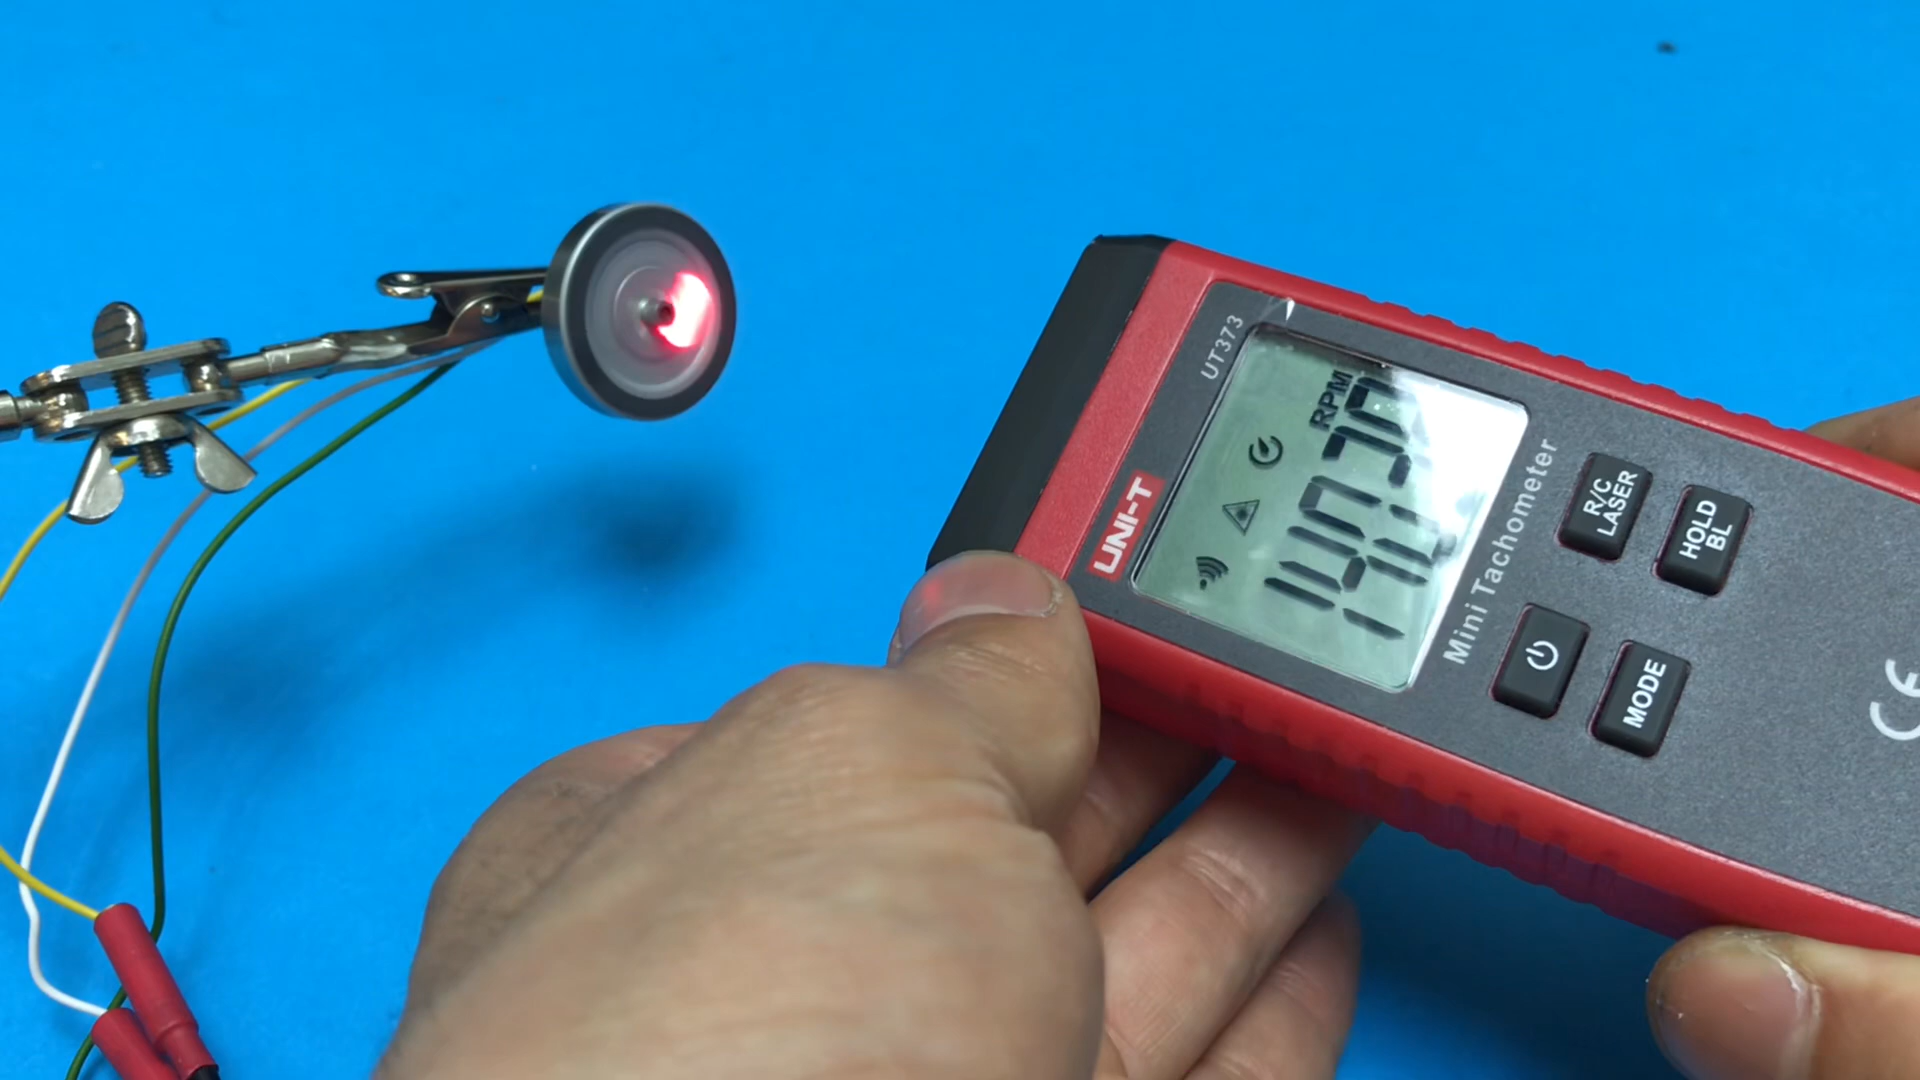 UNI-T
UT373
RPM
Mini Tachometer
R/C
LASER
HOLD
BL
MODE
CE